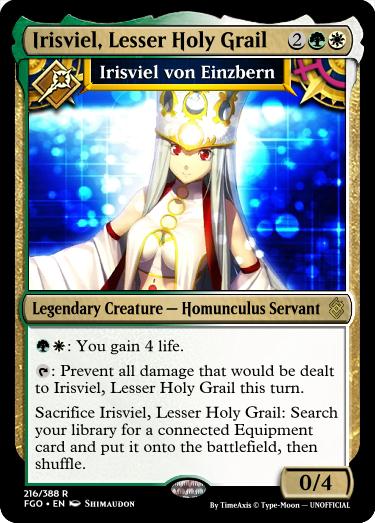 Irisviel, Lesser Holy Grail 2
Irisviel von Einzbern
Legendary Creature — Homunculus Servant
: You gain 4 life.
: Prevent all damage that would be dealt
to Irisviel, Lesser Holy Grail this turn.
Sacrifice Irisviel, Lesser Holy Grail: Search
your library for a connected Equipment
card and put it onto the battlefield, then
shuffle.
0/4
216/388 R
FGO • EN Shimaudon
By TimeAxis © Type-Moon — UNOFFICIAL